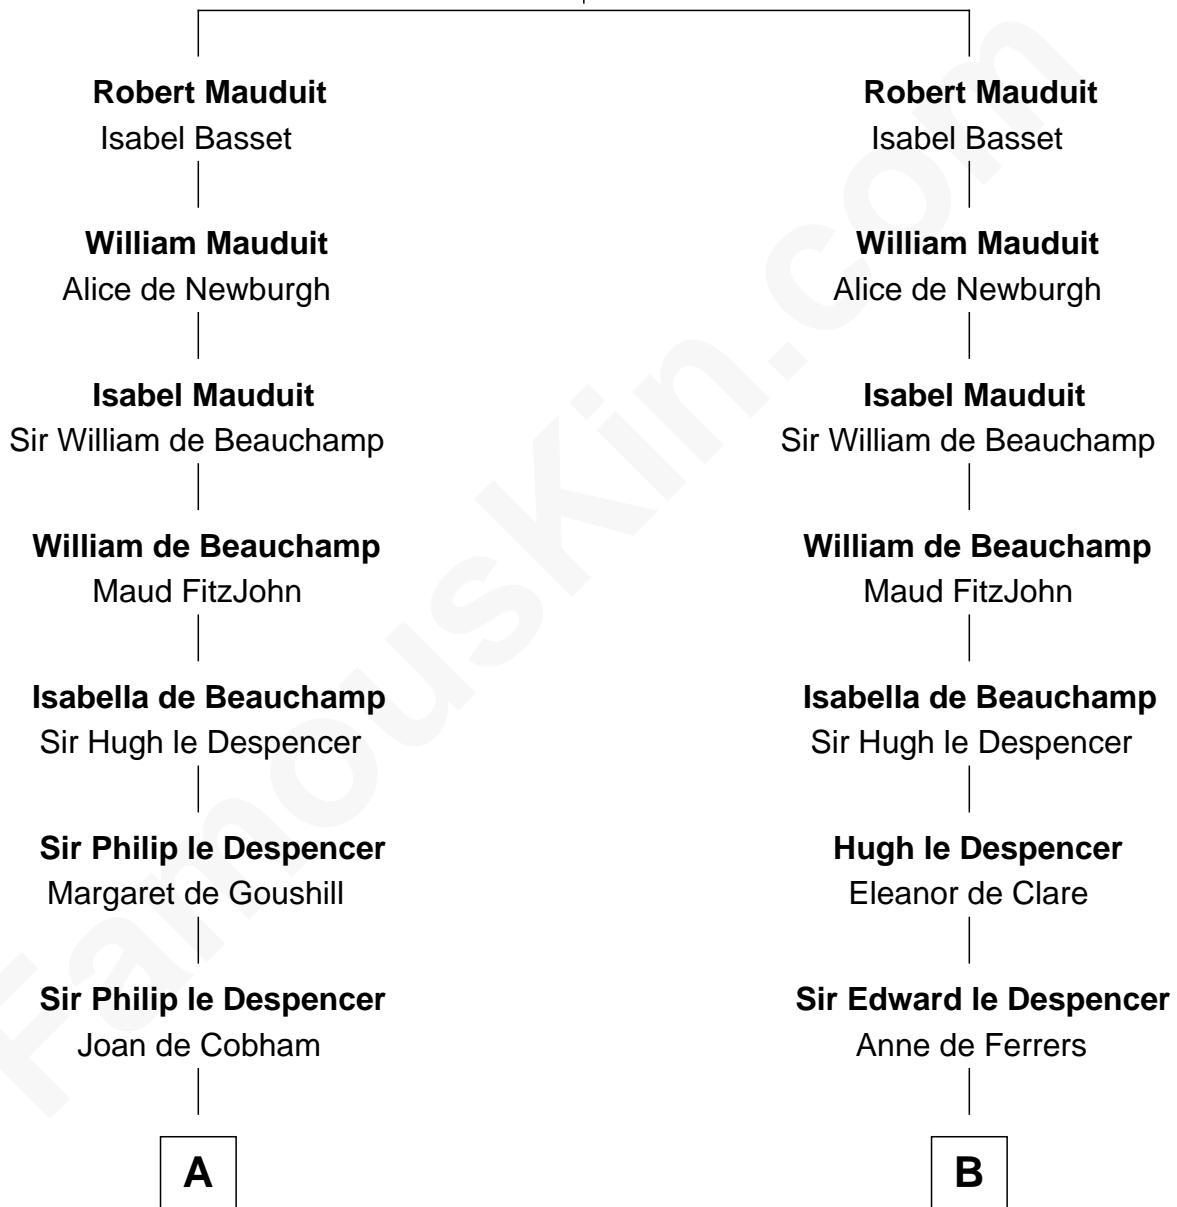 Robert Mauduit
Isabel Basset
William Mauduit
Alice de Newburgh
Isabel Mauduit
Sir William de Beauchamp
William de Beauchamp
Maud FitzJohn
Isabella de Beauchamp
Sir Hugh le Despencer
Sir Philip le Despencer
Margaret de Goushill
Sir Philip le Despencer
Joan de Cobham
A
Robert Mauduit
Isabel Basset
William Mauduit
Alice de Newburgh
Isabel Mauduit
Sir William de Beauchamp
William de Beauchamp
Maud FitzJohn
Isabella de Beauchamp
Sir Hugh le Despencer
Hugh le Despencer
Eleanor de Clare
Sir Edward le Despencer
Anne de Ferrers
B
FamousKin.com